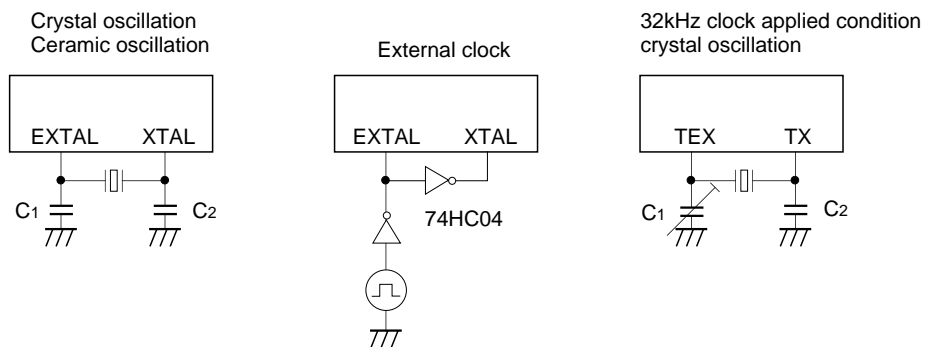 Crystal oscillation
Ceramic oscillation
EXTAL XTAL
C1
C2
External clock
EXTAL XTAL
74HC04
32kHz clock applied condition
crystal oscillation
TEX TX
C1
C2